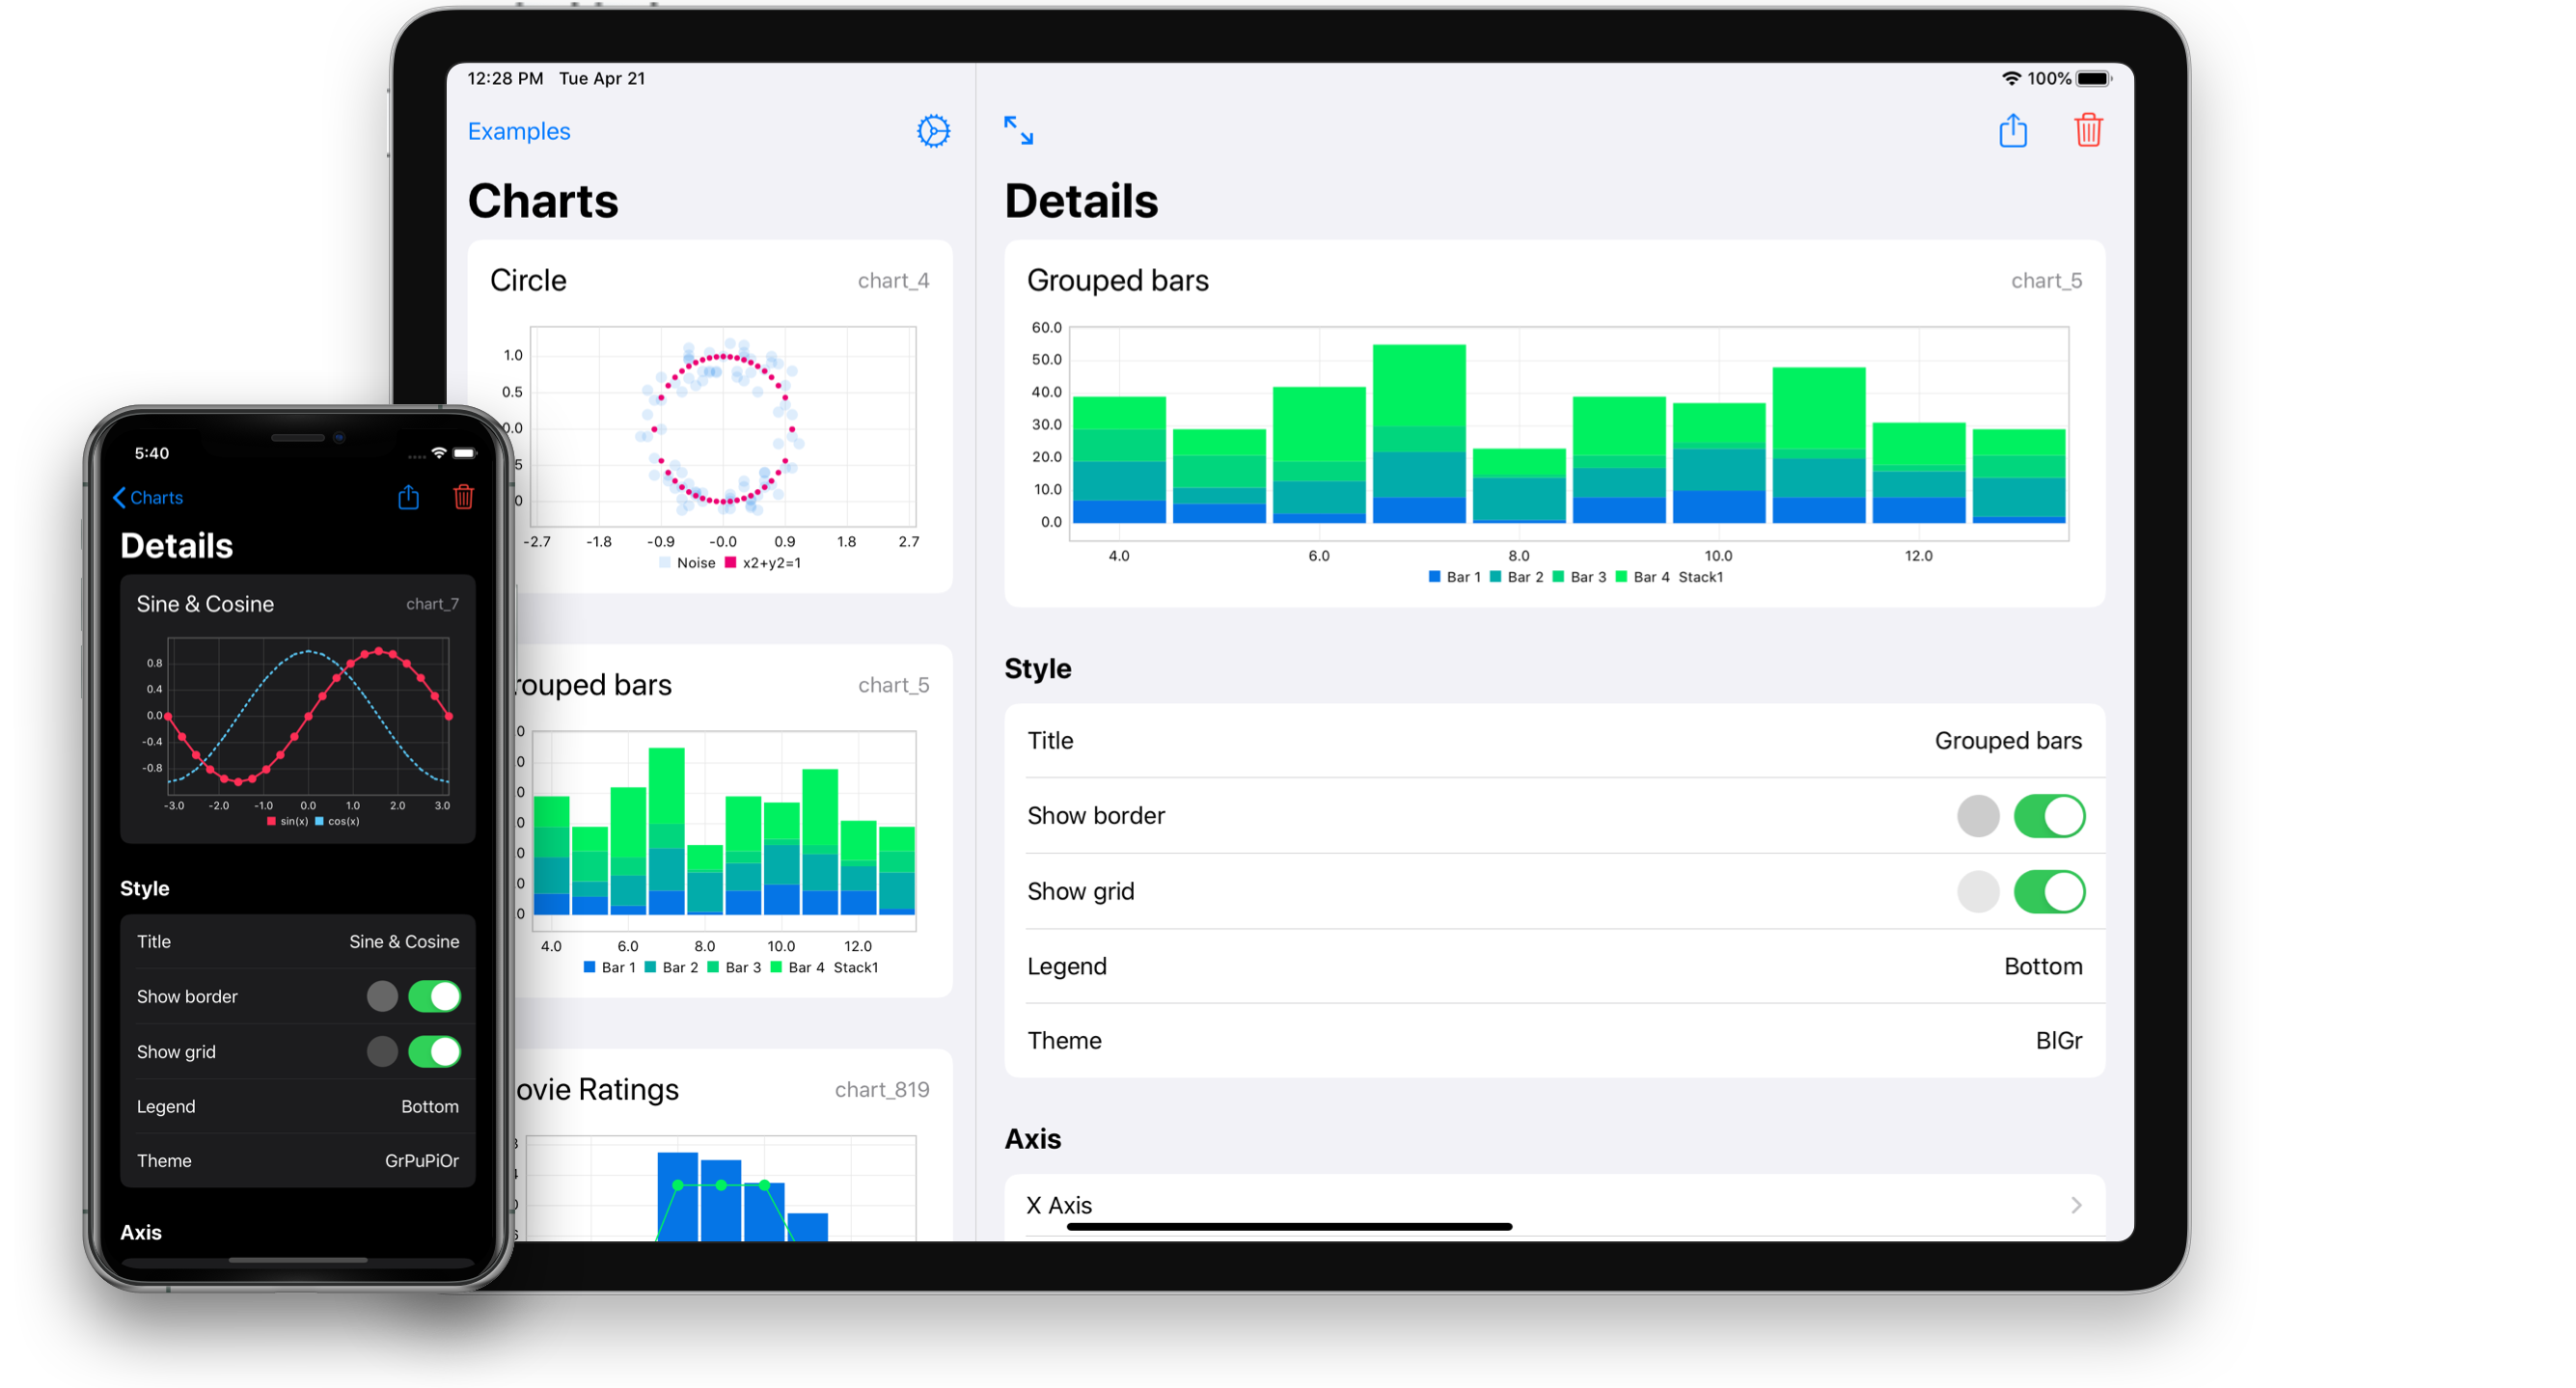 12:28 PM Tue Apr 21
100%
Examples
Charts
Circle chart_4
1.0
0.5
0.0
-2.7 -1.8 -0.9 -0.0 0.9 1.8 2.7
Noise x2+y2=1
rouped bars chart_5
4.0 6.0 8.0 10.0 12.0
Bar 1 Bar 2 Bar 3 Bar 4 Stack1
ovie Ratings chart_819
Details
Grouped bars chart_5
60.0
50.0
40.0
30.0
20.0
10.0
0.0
4.0 6.0 8.0 10.0 12.0
Bar 1 Bar 2 Bar 3 Bar 4 Stack1
Style
Title Grouped bars
Show border
Show grid
Legend Bottom
Theme BlGr
Axis
X Axis
5:40
Charts
Details
Sine & Cosine chart_7
0.8
0.4
0.0
-0.4
-0.8
-3.0 -2.0 -1.0 0.0 1.0 2.0 3.0
sin(x) cos(x)
Style
Title Sine & Cosine
Show border
Show grid
Legend Bottom
Theme GrPuPiOr
Axis